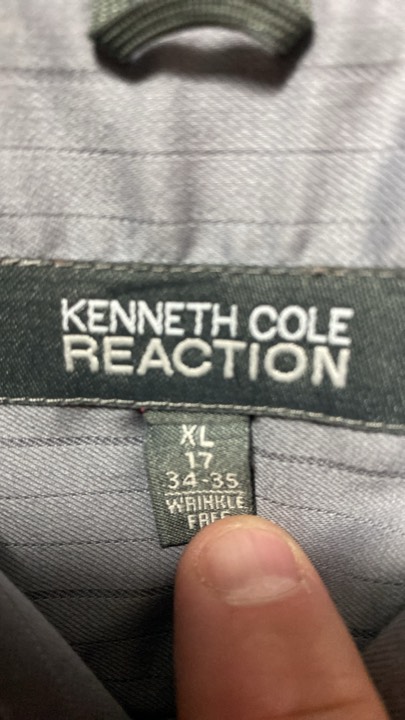 KENNETH COLE
REACTION
XL
17
34-35
WRINKLE
FREE